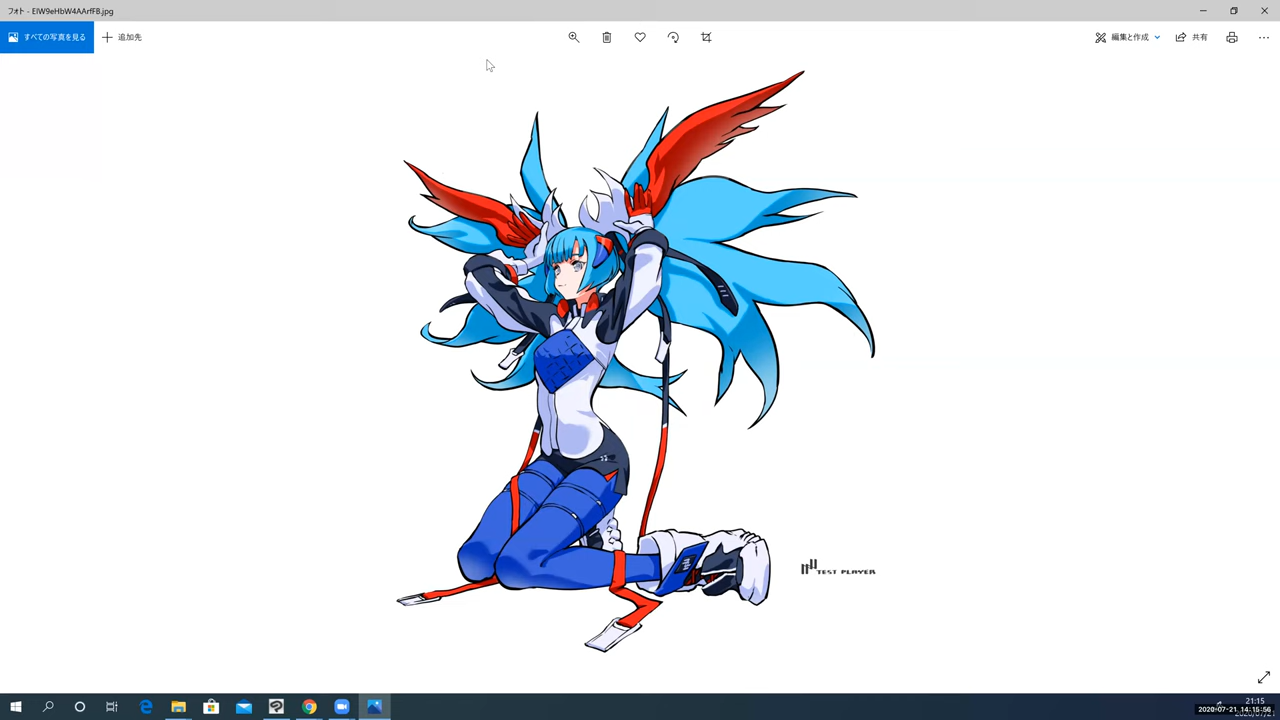 フォト - EIW9eHbW4AArfFB.jpg
すべての写真を見る
追加先
編集と作成
共有
TEST PLAYER
21:15
2020-07-21 14:15:56